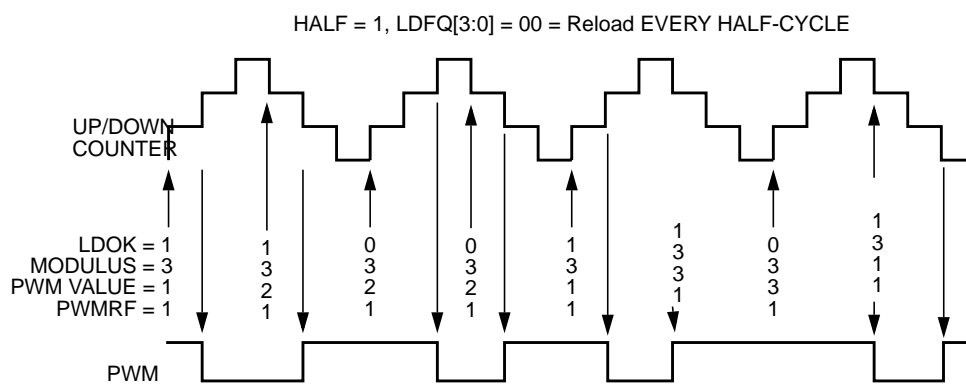 HALF = 1, LDFQ[3:0] = 00 = Reload EVERY HALF-CYCLE
UP/DOWN
COUNTER
LDOK = 1 1 0 0 1 1 0 1
MODULUS = 3 3 3 3 3 3 3 3
PWM VALUE = 1 2 2 2 1 3 3 1
PWMRF = 1 1 1 1 1 1 1 1
PWM